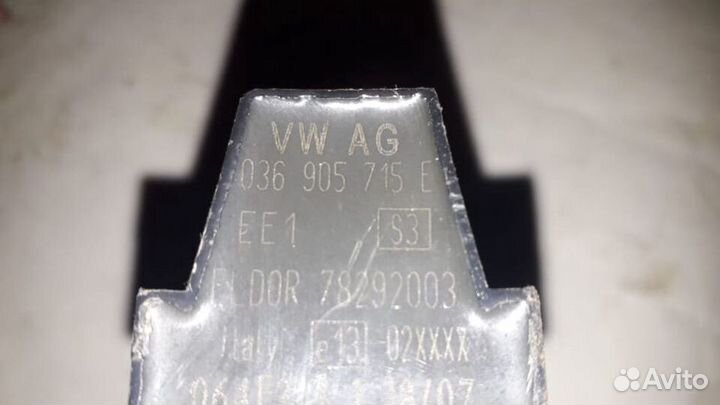 VW AG
036 905 715 E
EE1 S3
ELDOR 78292003
Italy e13 02XXXX
Avito